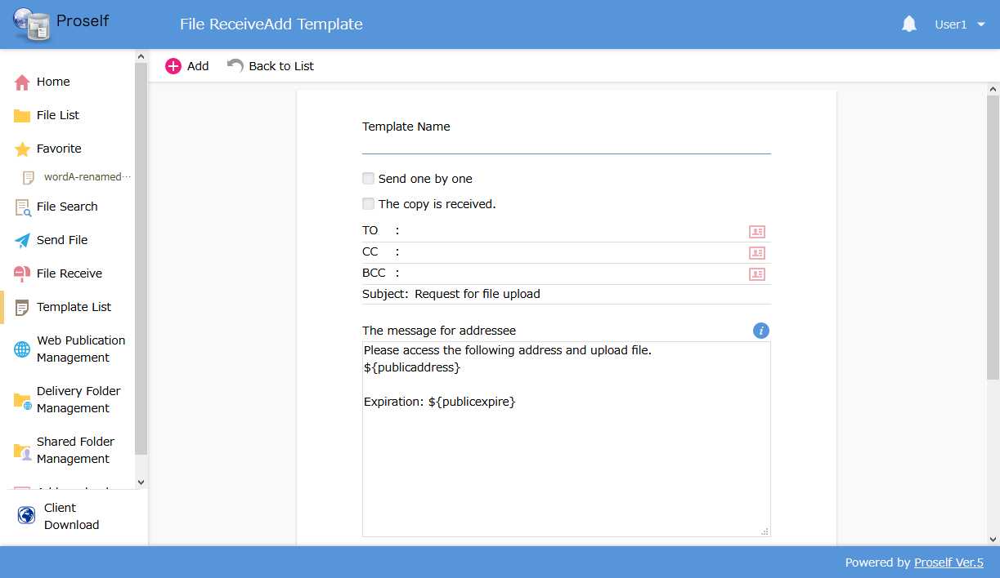 Proself
File ReceiveAdd Template
User1
Add
Back to List
Home
File List
Favorite
wordA-renamed···
File Search
Send File
File Receive
Template List
Web Publication
Management
Delivery Folder
Management
Shared Folder
Management
Client
Download
Template Name
Send one by one
The copy is received.
TO :
CC :
BCC :
Subject: Request for file upload
The message for addressee
Please access the following address and upload file.
${publicaddress}
Expiration: ${publicexpire}
Powered by Proself Ver.5